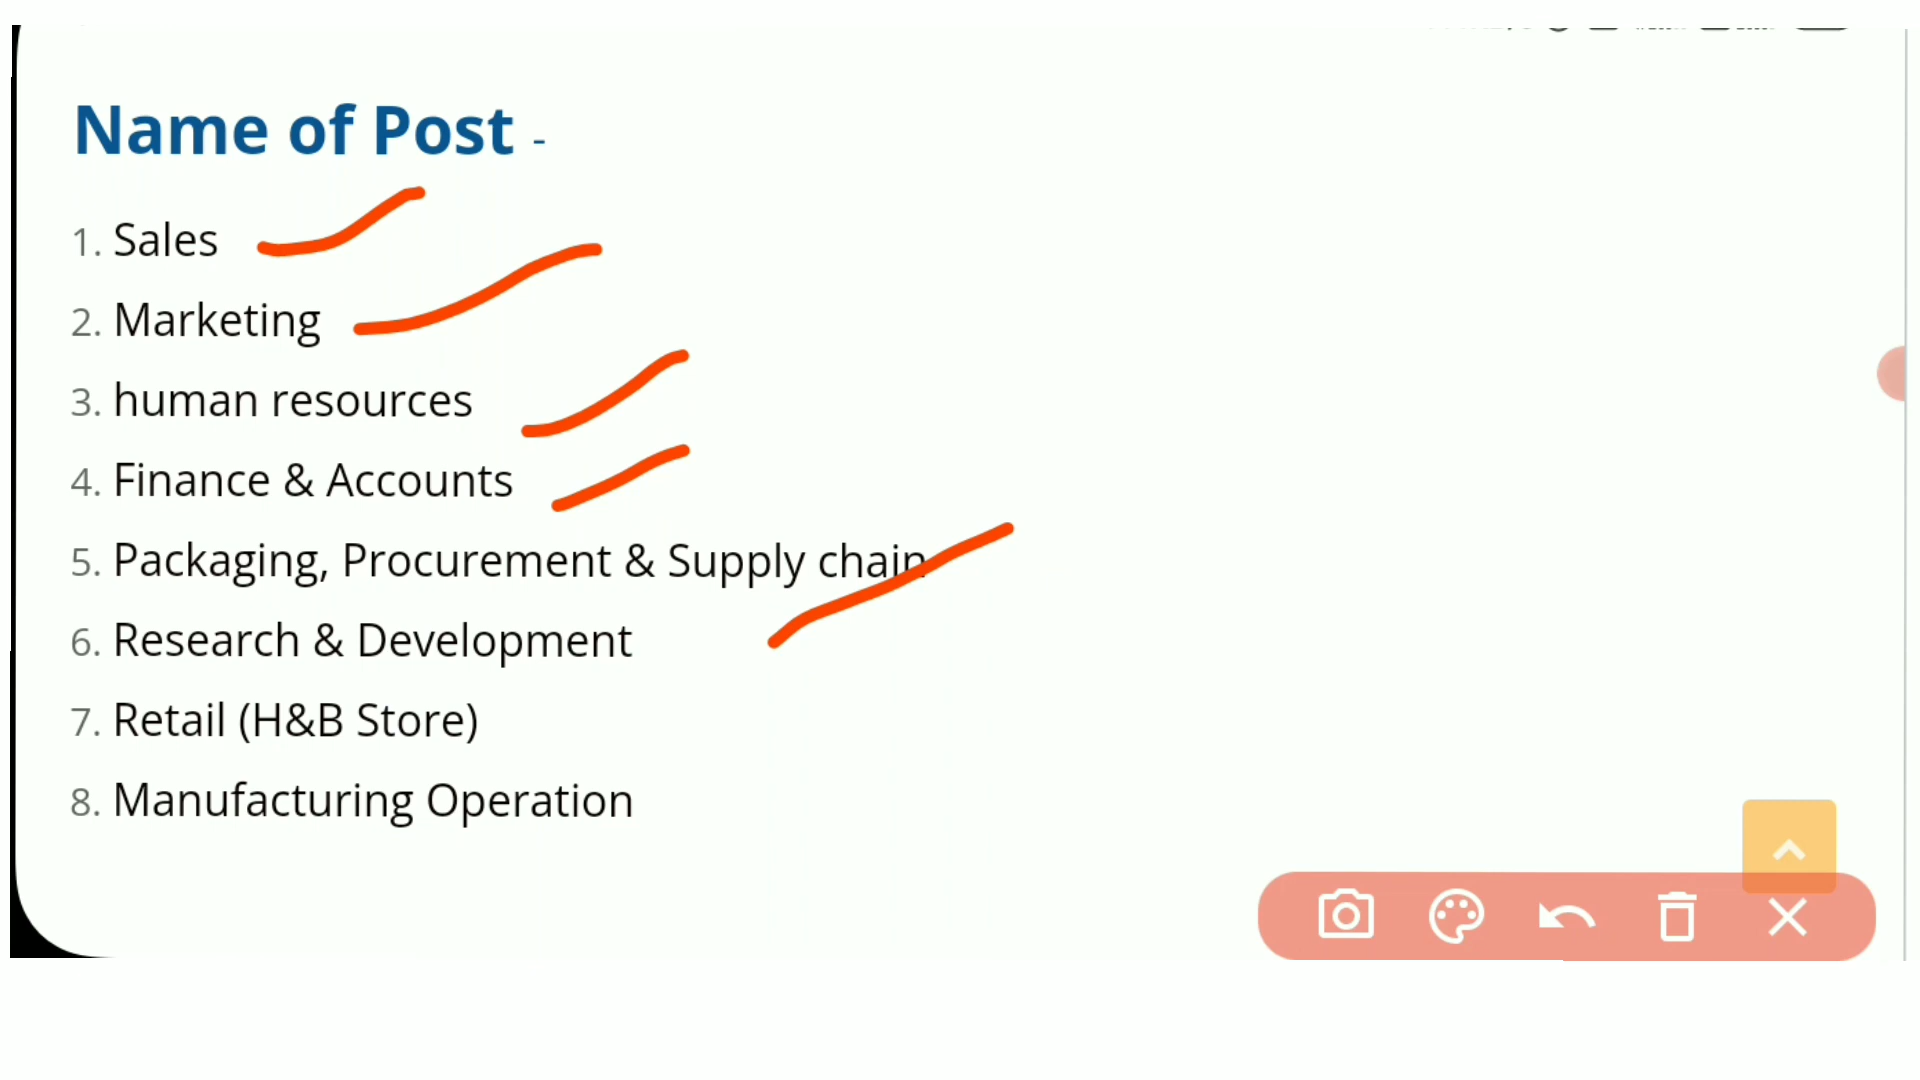 Name of Post -
1. Sales
2. Marketing
3. human resources
4. Finance & Accounts
5. Packaging, Procurement & Supply chain
6. Research & Development
7. Retail (H&B Store)
8. Manufacturing Operation